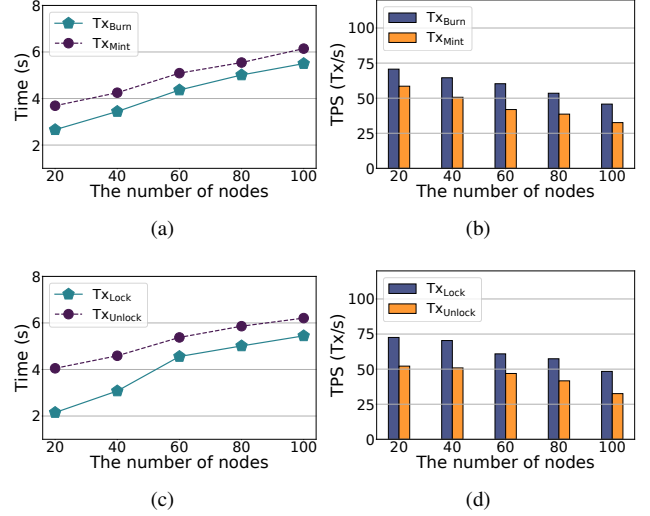 Tx_Burn
Tx_Mint
Time (s)
8
6
4
2
20 40 60 80 100
The number of nodes
(a)
Tx_Burn
Tx_Mint
TPS (Tx/s)
100
75
50
25
0
20 40 60 80 100
The number of nodes
(b)
Tx_Lock
Tx_Unlock
Time (s)
8
6
4
2
20 40 60 80 100
The number of nodes
(c)
Tx_Lock
Tx_Unlock
TPS (Tx/s)
100
75
50
25
0
20 40 60 80 100
The number of nodes
(d)